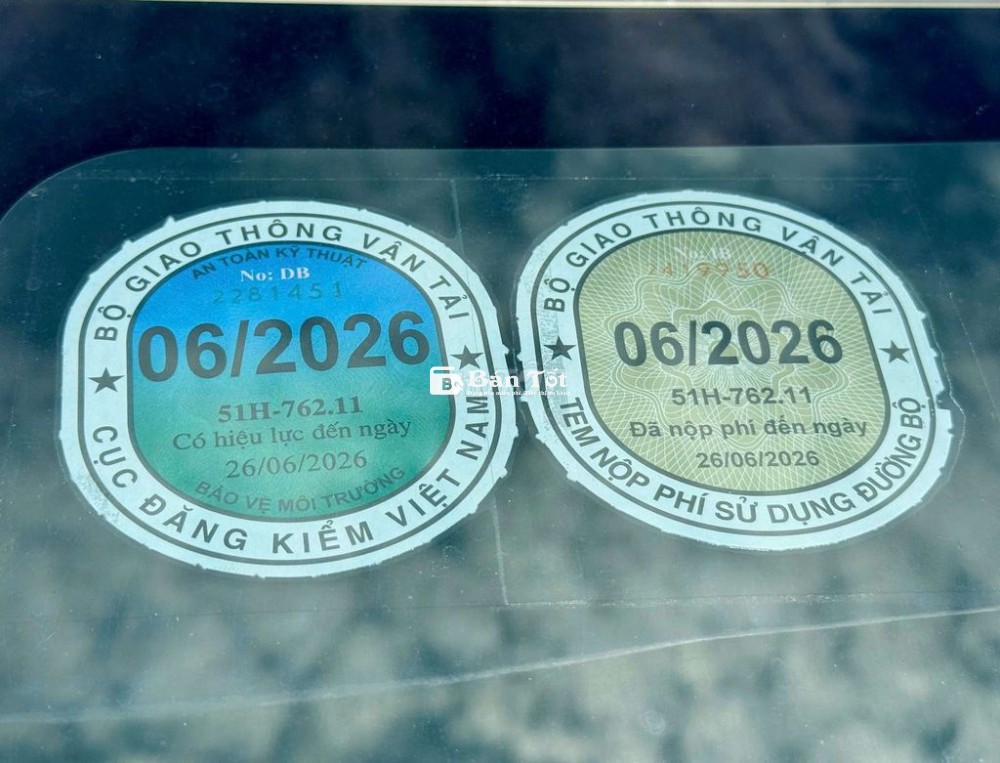 BỘ GIAO THÔNG VẬN TẢI
AN TOÀN KỸ THUẬT
No: DB
2281451
06/2026
51H-762.11
Có hiệu lực đến ngày
26/06/2026
BẢO VỆ MÔI TRƯỜNG
CỤC ĐĂNG KIỂM VIỆT NAM
BỘ GIAO THÔNG VẬN TẢI
No:
9950
06/2026
51H-762.11
Đã nộp phí đến ngày
26/06/2026
TEM NỘP PHÍ SỬ DỤNG ĐƯỜNG BỘ
Bán Tốt